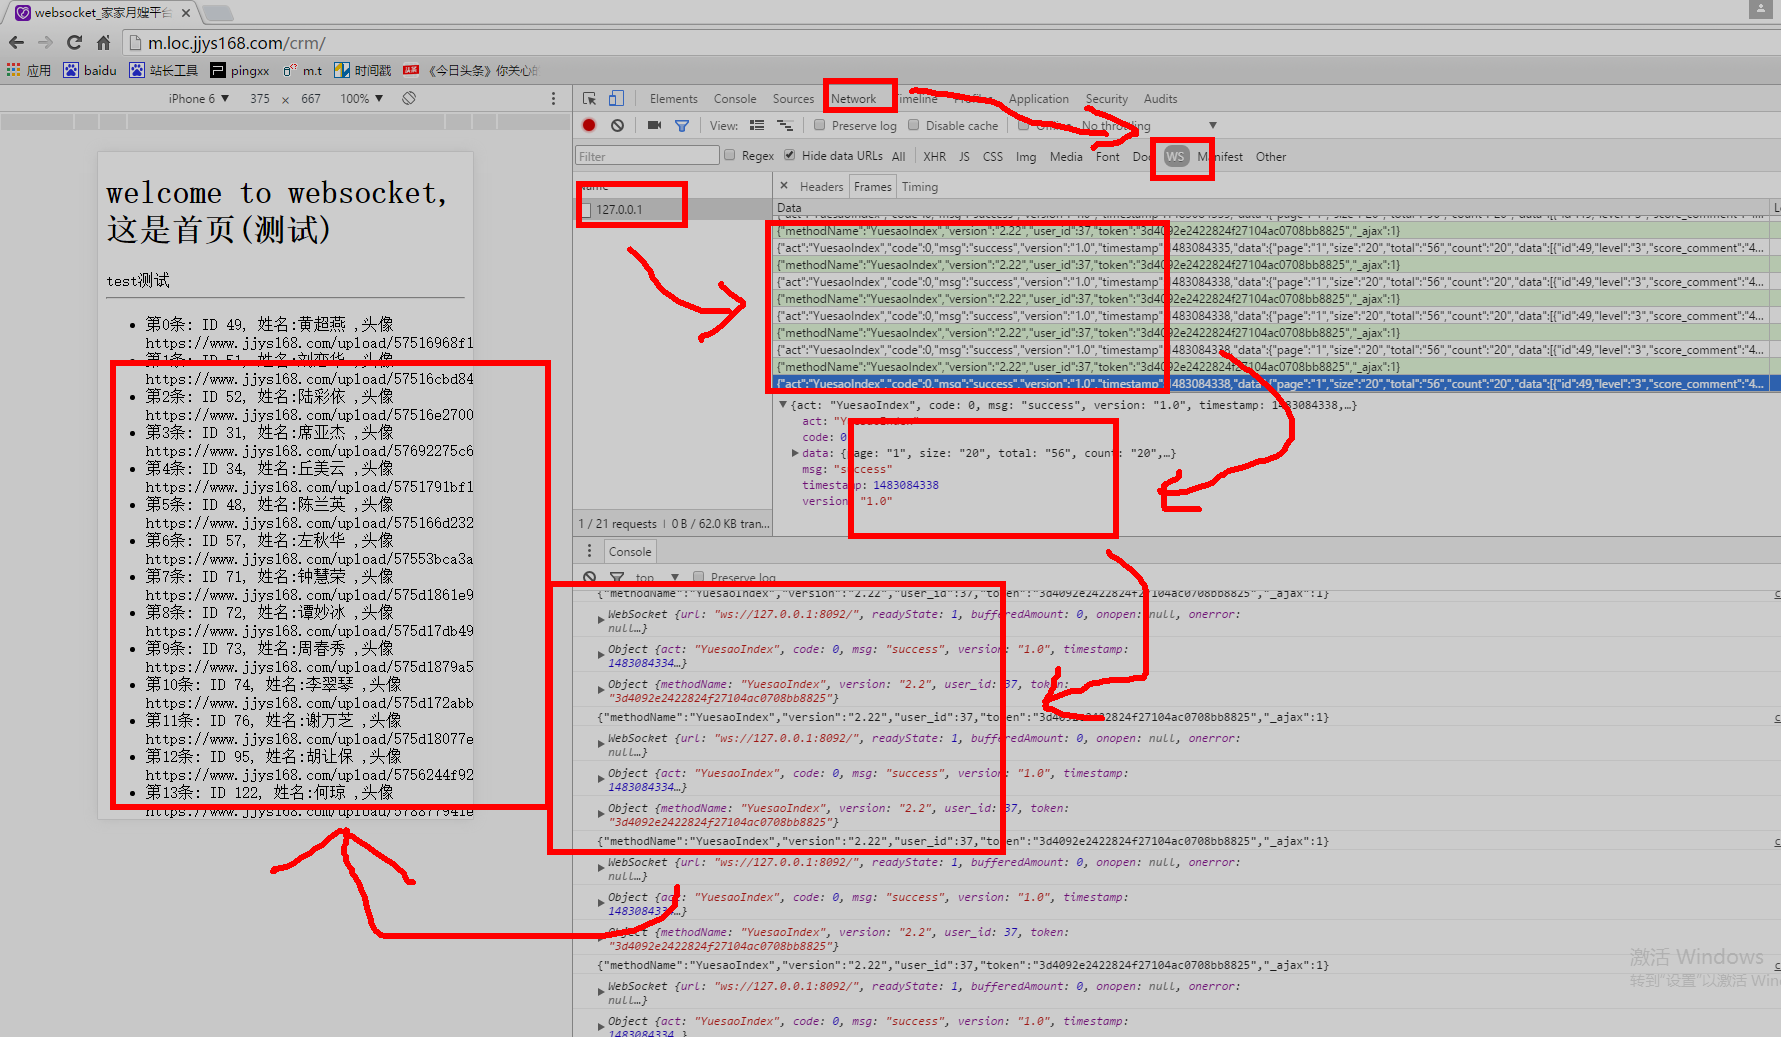 websocket_家家月嫂平台
m.loc.jjys168.com/crm/
应用 baidu 站长工具 pingxx m.t 时间戳 《今日头条》你关心的
iPhone 6 ▼ 375 × 667 100% ▼
Elements Console Sources Network Timeline Profiles Application Security Audits
View: Preserve log Disable cache Offline No throttling ▼
Filter Regex Hide data URLs All XHR JS CSS Img Media Font Doc WS Manifest Other
Name
127.0.0.1
× Headers Frames Timing
Data
{"methodName":"YuesaoIndex","version":"2.22","user_id":37,"token":"3d4092e2422824f27104ac0708bb8825","_ajax":1}
{"act":"YuesaoIndex","code":0,"msg":"success","version":"1.0","timestamp":1483084335,"data":{"page":"1","size":"20","total":"56","count":"20","data":[{"id":49,"level":"3","score_comment":"4...
{"methodName":"YuesaoIndex","version":"2.22","user_id":37,"token":"3d4092e2422824f27104ac0708bb8825","_ajax":1}
{"act":"YuesaoIndex","code":0,"msg":"success","version":"1.0","timestamp":1483084338,"data":{"page":"1","size":"20","total":"56","count":"20","data":[{"id":49,"level":"3","score_comment":"4...
{"methodName":"YuesaoIndex","version":"2.22","user_id":37,"token":"3d4092e2422824f27104ac0708bb8825","_ajax":1}
{"act":"YuesaoIndex","code":0,"msg":"success","version":"1.0","timestamp":1483084338,"data":{"page":"1","size":"20","total":"56","count":"20","data":[{"id":49,"level":"3","score_comment":"4...
{"methodName":"YuesaoIndex","version":"2.22","user_id":37,"token":"3d4092e2422824f27104ac0708bb8825","_ajax":1}
{"act":"YuesaoIndex","code":0,"msg":"success","version":"1.0","timestamp":1483084338,"data":{"page":"1","size":"20","total":"56","count":"20","data":[{"id":49,"level":"3","score_comment":"4...
{"methodName":"YuesaoIndex","version":"2.22","user_id":37,"token":"3d4092e2422824f27104ac0708bb8825","_ajax":1}
{"act":"YuesaoIndex","code":0,"msg":"success","version":"1.0","timestamp":1483084338,"data":{"page":"1","size":"20","total":"56","count":"20","data":[{"id":49,"level":"3","score_comment":"4...
▼{act: "YuesaoIndex", code: 0, msg: "success", version: "1.0", timestamp: 1483084338,…}
act: "YuesaoIndex"
code: 0
▶data: {page: "1", size: "20", total: "56", count: "20",…}
msg: "success"
timestamp: 1483084338
version: "1.0"
1 / 21 requests | 0 B / 62.0 KB tran...
welcome to websocket,
这是首页(测试)
test测试
• 第0条: ID 49, 姓名:黄超燕 ,头像
https://www.jjys168.com/upload/57516968f1
• 第1条: ID 51, 姓名:刘恋华 ,头像
https://www.jjys168.com/upload/57516cbd84
• 第2条: ID 52, 姓名:陆彩依 ,头像
https://www.jjys168.com/upload/57516e2700
• 第3条: ID 31, 姓名:席亚杰 ,头像
https://www.jjys168.com/upload/57692275c6
• 第4条: ID 34, 姓名:丘美云 ,头像
https://www.jjys168.com/upload/5751791bf1
• 第5条: ID 48, 姓名:陈兰英 ,头像
https://www.jjys168.com/upload/575166d232
• 第6条: ID 57, 姓名:左秋华 ,头像
https://www.jjys168.com/upload/57553bca3a
• 第7条: ID 71, 姓名:钟慧荣 ,头像
https://www.jjys168.com/upload/575d1861e9
• 第8条: ID 72, 姓名:谭妙冰 ,头像
https://www.jjys168.com/upload/575d17db49
• 第9条: ID 73, 姓名:周春秀 ,头像
https://www.jjys168.com/upload/575d1879a5
• 第10条: ID 74, 姓名:李翠琴 ,头像
https://www.jjys168.com/upload/575d172abb
• 第11条: ID 76, 姓名:谢万芝 ,头像
https://www.jjys168.com/upload/575d18077e
• 第12条: ID 95, 姓名:胡让保 ,头像
https://www.jjys168.com/upload/5756244f92
• 第13条: ID 122, 姓名:何琼 ,头像
https://www.jjys168.com/upload/578877941e
Console
top ▼ Preserve log
{"methodName":"YuesaoIndex","version":"2.22","user_id":37,"token":"3d4092e2422824f27104ac0708bb8825","_ajax":1}
▶WebSocket {url: "ws://127.0.0.1:8092/", readyState: 1, bufferedAmount: 0, onopen: null, onerror:
null…}
▶Object {act: "YuesaoIndex", code: 0, msg: "success", version: "1.0", timestamp:
1483084334…}
▶Object {methodName: "YuesaoIndex", version: "2.2", user_id: 37, token:
"3d4092e2422824f27104ac0708bb8825"}
{"methodName":"YuesaoIndex","version":"2.22","user_id":37,"token":"3d4092e2422824f27104ac0708bb8825","_ajax":1}
▶WebSocket {url: "ws://127.0.0.1:8092/", readyState: 1, bufferedAmount: 0, onopen: null, onerror:
null…}
▶Object {act: "YuesaoIndex", code: 0, msg: "success", version: "1.0", timestamp:
1483084334…}
▶Object {methodName: "YuesaoIndex", version: "2.2", user_id: 37, token:
"3d4092e2422824f27104ac0708bb8825"}
{"methodName":"YuesaoIndex","version":"2.22","user_id":37,"token":"3d4092e2422824f27104ac0708bb8825","_ajax":1}
▶WebSocket {url: "ws://127.0.0.1:8092/", readyState: 1, bufferedAmount: 0, onopen: null, onerror:
null…}
▶Object {act: "YuesaoIndex", code: 0, msg: "success", version: "1.0", timestamp:
1483084334…}
▶Object {methodName: "YuesaoIndex", version: "2.2", user_id: 37, token:
"3d4092e2422824f27104ac0708bb8825"}
{"methodName":"YuesaoIndex","version":"2.22","user_id":37,"token":"3d4092e2422824f27104ac0708bb8825","_ajax":1}
▶WebSocket {url: "ws://127.0.0.1:8092/", readyState: 1, bufferedAmount: 0, onopen: null, onerror:
null…}
▶Object {act: "YuesaoIndex", code: 0, msg: "success", version: "1.0", timestamp:
1483084334…}
激活 Windows
转到"设置"以激活 Win